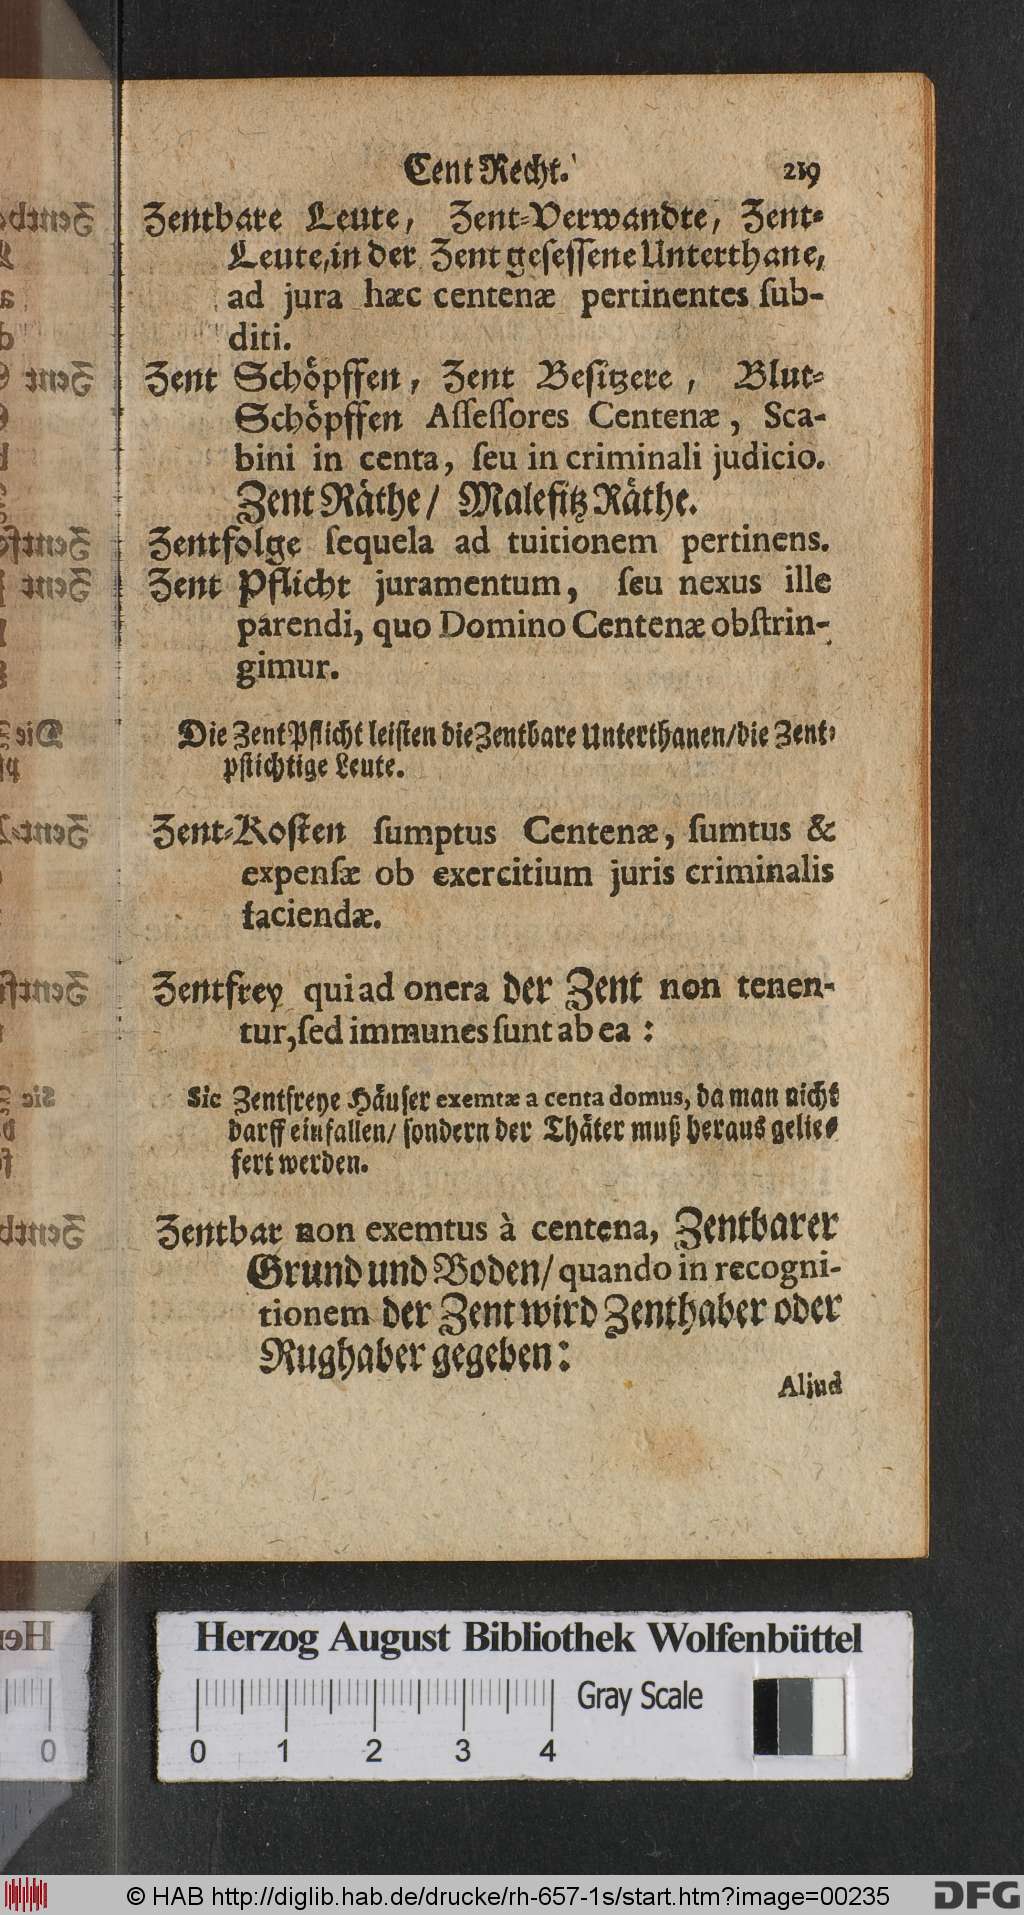 Cent Recht. 219
Zentbare Leute, Zent-Verwandte, Zent-
Leute, in der Zent gesessene Unterthane,
ad jura hæc centenæ pertinentes ſub-
diti.
Zent Schöpffen, Zent Besitzere, Blut-
Schöpffen Aſſeſſores Centenæ, Sca-
bini in centa, ſeu in criminali judicio.
Zent Räthe/ Malefitz Räthe.
Zentfolge ſequela ad tuitionem pertinens.
Zent Pflicht juramentum, ſeu nexus ille
parendi, quo Domino Centenæ obſtrin-
gimur.
Die Zent Pflicht leiſten die Zentbare Unterthanen/die Zent-
pflichtige Leute.
Zent-Koſten ſumptus Centenæ, ſumtus &
expenſæ ob exercitium juris criminalis
faciendæ.
Zentfrey qui ad onera der Zent non tenen-
tur, ſed immunes ſunt ab ea :
Sic Zentfreye Häuſer exemtæ a centa domus, da man nicht
darff einfallen/ ſondern der Thäter muß heraus gelie-
fert werden.
Zentbar non exemtus à centena, Zentbarer
Grund und Boden/ quando in recogni-
tionem der Zent wird Zenthaber oder
Rughaber gegeben:
Aliud
Herzog August Bibliothek Wolfenbüttel
Gray Scale
0 1 2 3 4
© HAB http://diglib.hab.de/drucke/rh-657-1s/start.htm?image=00235
DFG